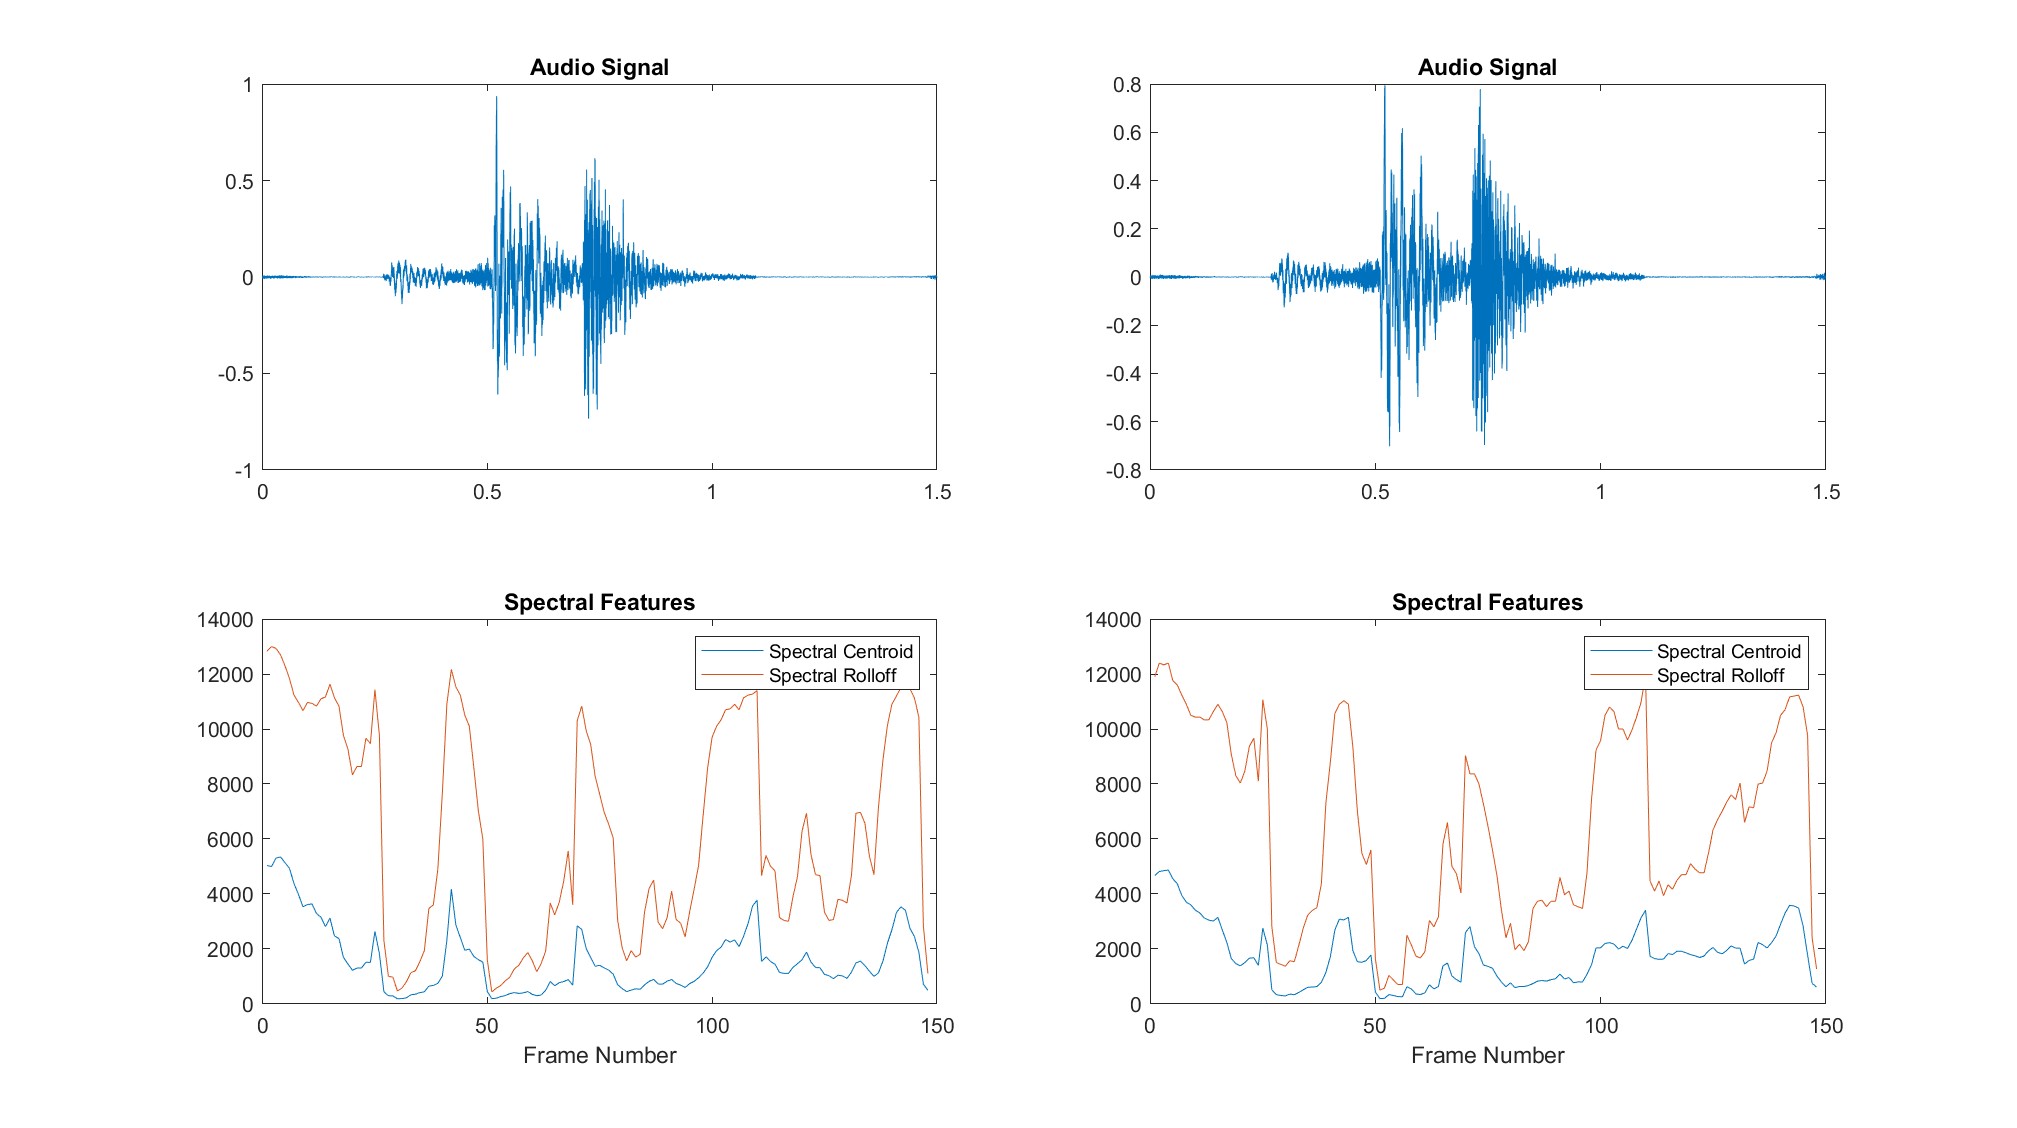 Audio Signal
1
0.5
0
-0.5
-1
0 0.5 1 1.5
Audio Signal
0.8
0.6
0.4
0.2
0
-0.2
-0.4
-0.6
-0.8
0 0.5 1 1.5
Spectral Features
14000
12000
10000
8000
6000
4000
2000
0
Spectral Centroid
Spectral Rolloff
0 50 100 150
Frame Number
Spectral Features
14000
12000
10000
8000
6000
4000
2000
0
Spectral Centroid
Spectral Rolloff
0 50 100 150
Frame Number